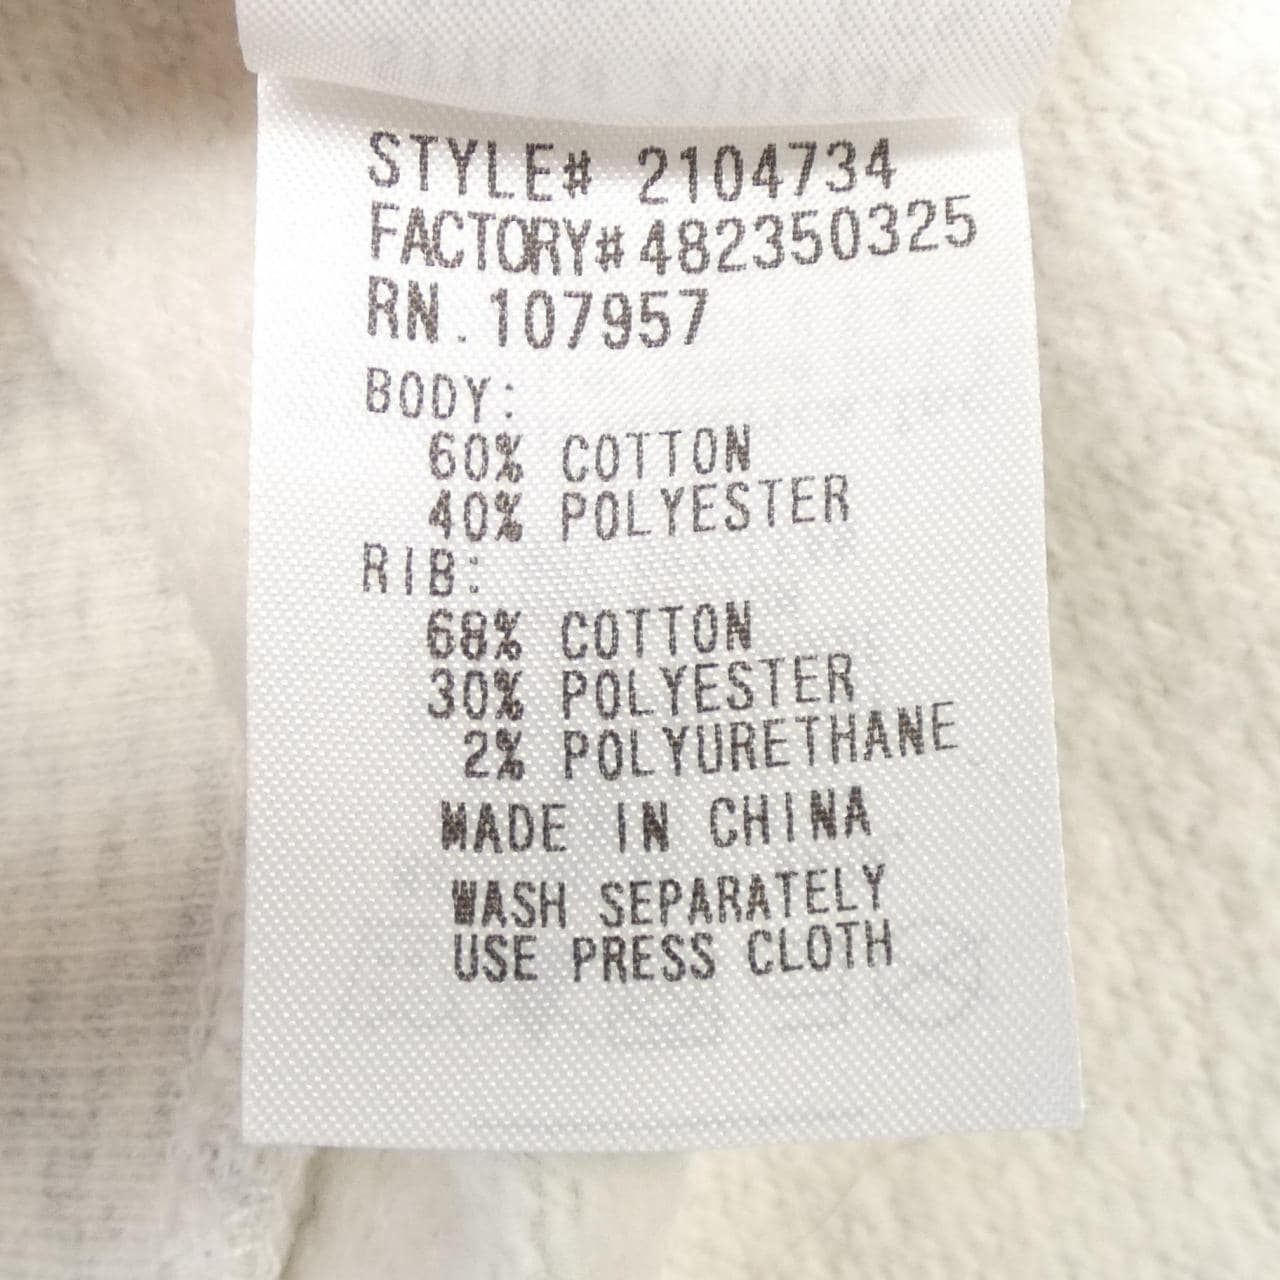 STYLE# 2104734
FACTORY#482350325
RN.107957
BODY:
60% COTTON
40% POLYESTER
RIB:
68% COTTON
30% POLYESTER
2% POLYURETHANE
MADE IN CHINA
WASH SEPARATELY
USE PRESS CLOTH